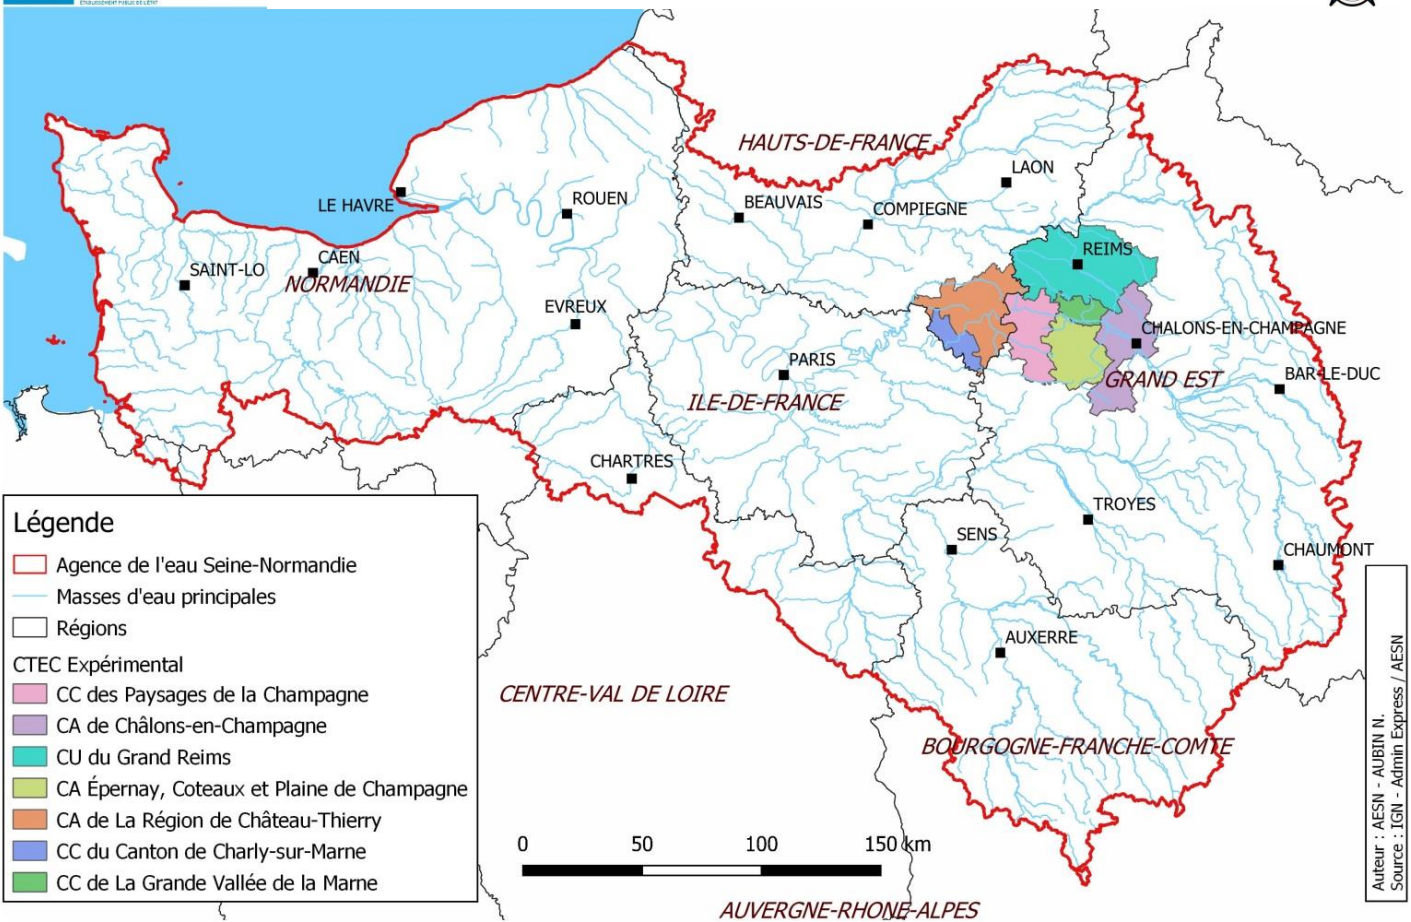 ÉTABLISSEMENT PUBLIC DE L'ÉTAT
HAUTS-DE-FRANCE
LAON
LE HAVRE
ROUEN
BEAUVAIS
COMPIEGNE
REIMS
SAINT-LO
CAEN
NORMANDIE
EVREUX
CHALONS-EN-CHAMPAGNE
PARIS
GRAND EST
BAR-LE-DUC
ILE-DE-FRANCE
CHARTRES
TROYES
SENS
CHAUMONT
AUXERRE
CENTRE-VAL DE LOIRE
BOURGOGNE-FRANCHE-COMTE
AUVERGNE-RHONE-ALPES
Légende
Agence de l'eau Seine-Normandie
Masses d'eau principales
Régions
CTEC Expérimental
CC des Paysages de la Champagne
CA de Châlons-en-Champagne
CU du Grand Reims
CA Épernay, Coteaux et Plaine de Champagne
CA de La Région de Château-Thierry
CC du Canton de Charly-sur-Marne
CC de La Grande Vallée de la Marne
0 50 100 150 km
Auteur : AESN - AUBIN N.
Source : IGN - Admin Express / AESN